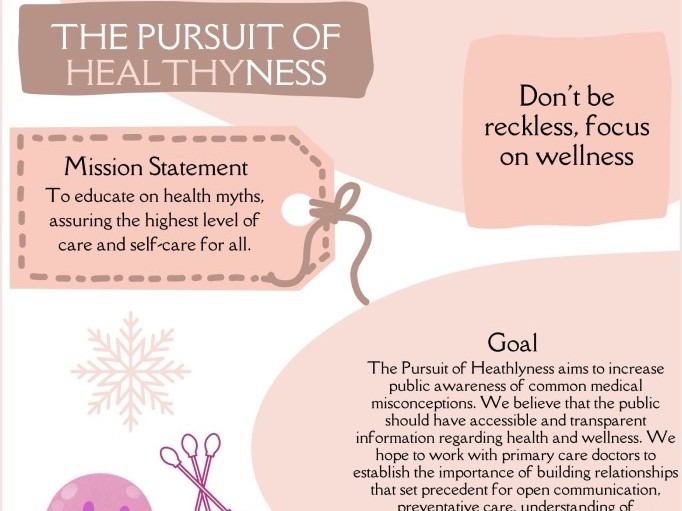 THE PURSUIT OF
HEALTHYNESS
Don't be
reckless, focus
on wellness
Mission Statement
To educate on health myths,
assuring the highest level of
care and self-care for all.
Goal
The Pursuit of Heathlyness aims to increase
public awareness of common medical
misconceptions. We believe that the public
should have accessible and transparent
information regarding health and wellness. We
hope to work with primary care doctors to
establish the importance of building relationships
that set precedent for open communication,
preventative care, understanding of